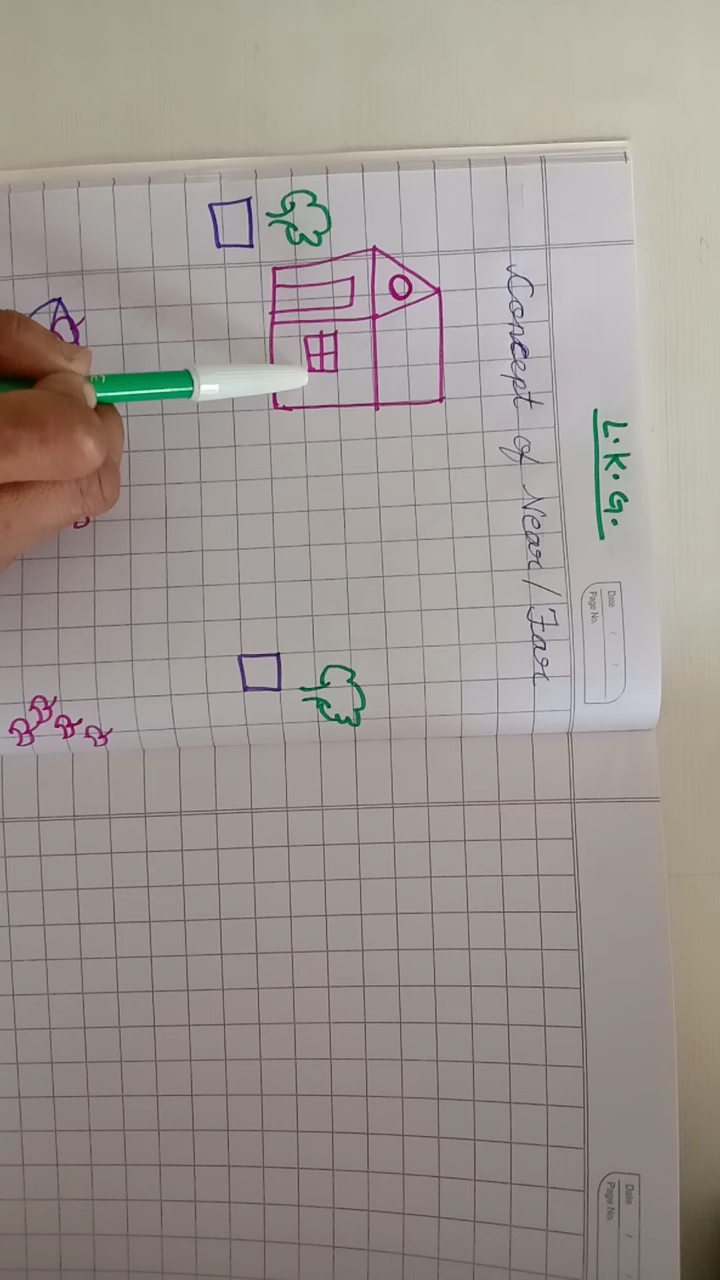 L.K.G.
Date / /
Page No.
Concept of Near/Far
Date / /
Page No.